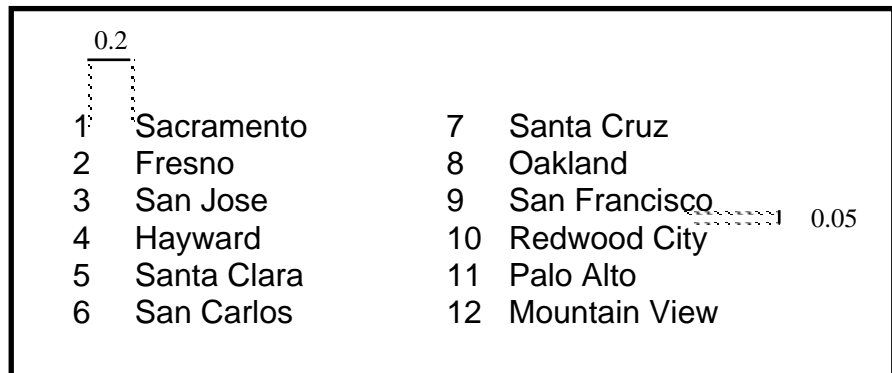 0.2
1 Sacramento
2 Fresno
3 San Jose
4 Hayward
5 Santa Clara
6 San Carlos
7 Santa Cruz
8 Oakland
9 San Francisco
10 Redwood City
11 Palo Alto
12 Mountain View
0.05